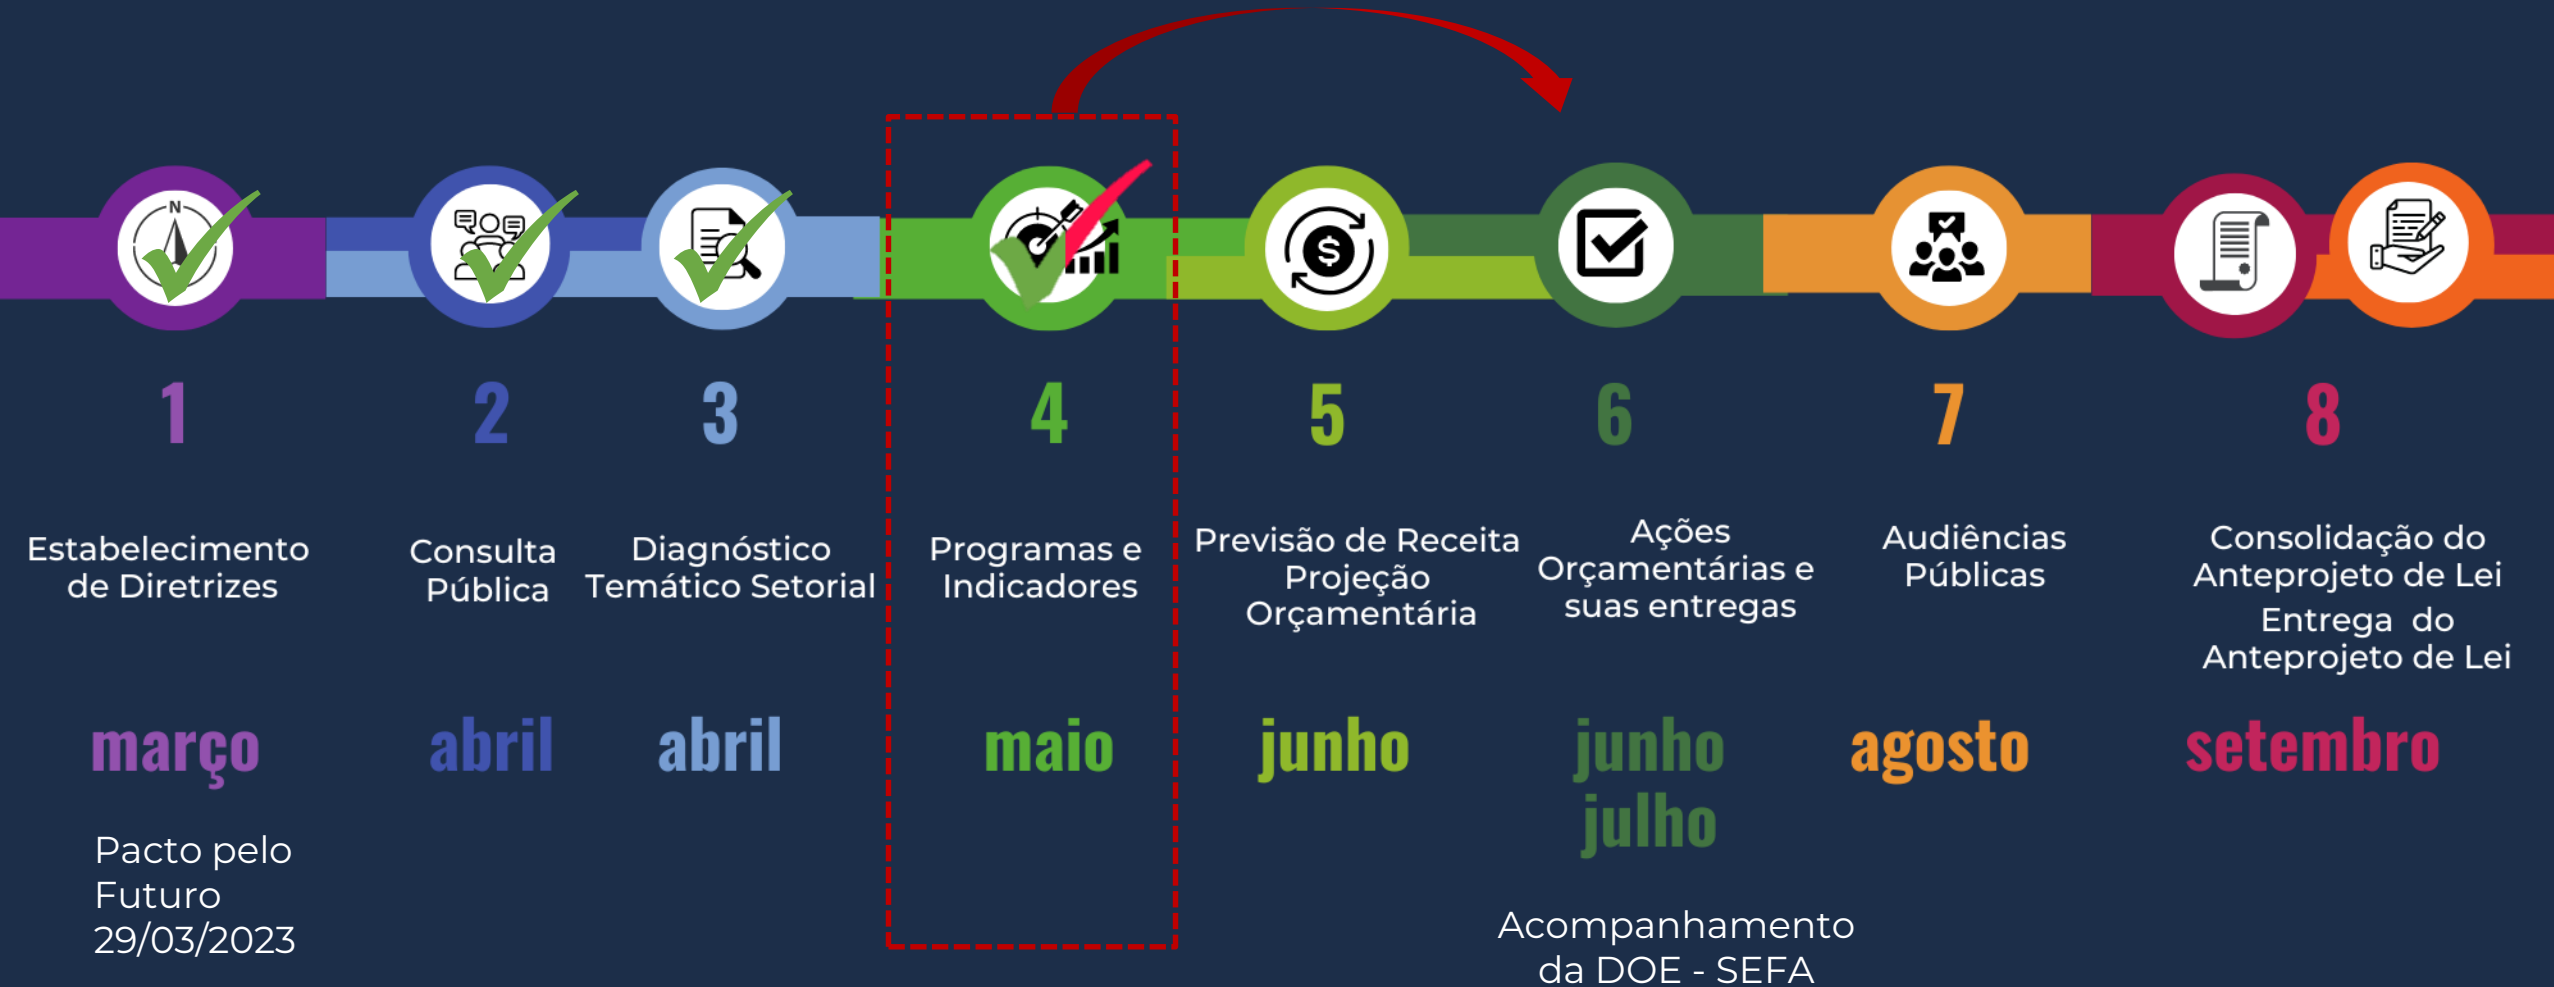 N
$
1
2
3
4
5
6
7
8
Estabelecimento
de Diretrizes
Consulta
Pública
Diagnóstico
Temático Setorial
Programas e
Indicadores
Previsão de Receita
Projeção
Orçamentária
Ações
Orçamentárias e
suas entregas
Audiências
Públicas
Consolidação do
Anteprojeto de Lei
Entrega do
Anteprojeto de Lei
março
abril
abril
maio
junho
junho
julho
agosto
setembro
Pacto pelo
Futuro
29/03/2023
Acompanhamento
da DOE - SEFA